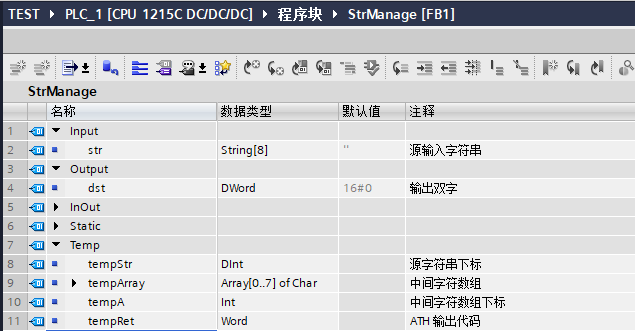 TEST ▸ PLC_1 [CPU 1215C DC/DC/DC] ▸ 程序块 ▸ StrManage [FB1]
StrManage
名称 数据类型 默认值 注释
1 Input
2 str String[8] '' 源输入字符串
3 Output
4 dst DWord 16#0 输出双字
5 InOut
6 Static
7 Temp
8 tempStr DInt 源字符串下标
9 tempArray Array[0..7] of Char 中间字符数组
10 tempA Int 中间字符数组下标
11 tempRet Word ATH 输出代码